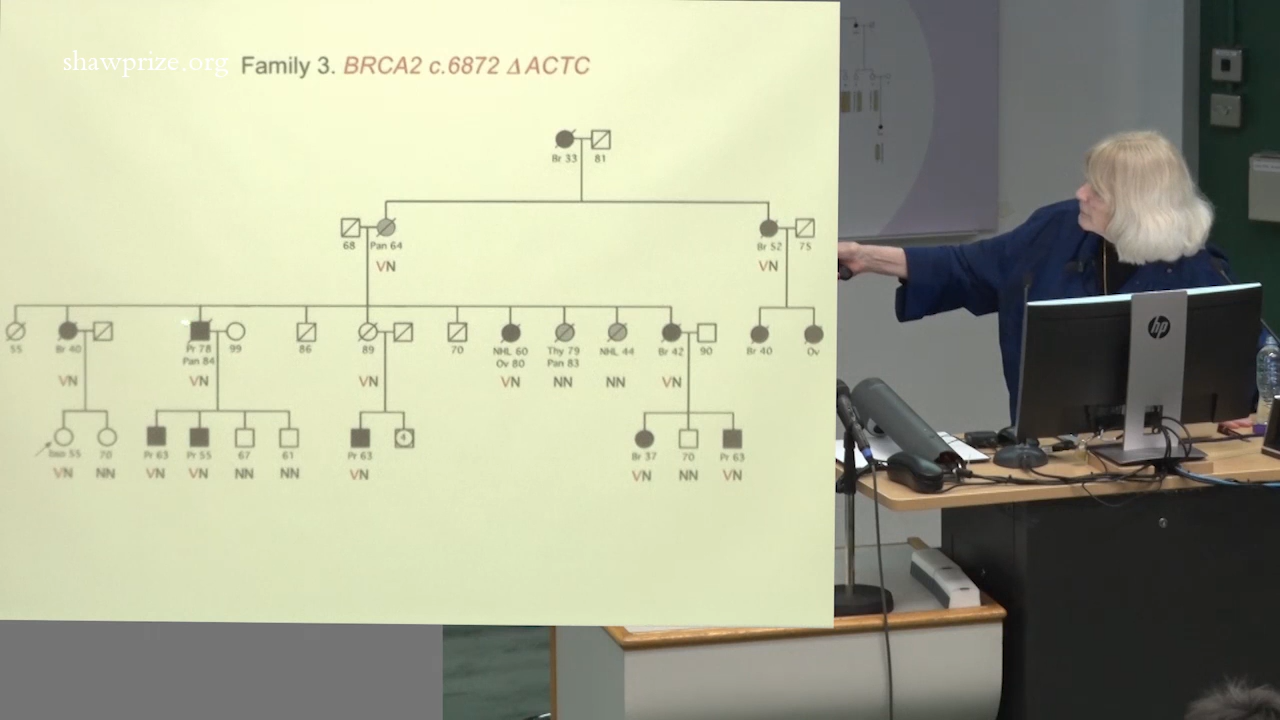 shawprize.org
Family 3. BRCA2 c.6872 Δ ACTC
Br 33 81
68 Pan 64 Br 52 75
VN VN
55 Br 40 Pr 78 99 86 89 70 NHL 60 Thy 79 NHL 44 Br 42 90 Br 40 Ov
Pan 84 Ov 80 Pan 83
VN VN VN VN NN NN VN
4
55 70 Pr 63 Pr 55 67 61 Pr 63 Br 37 70 Pr 63
VN NN VN VN NN NN VN VN NN VN
hp